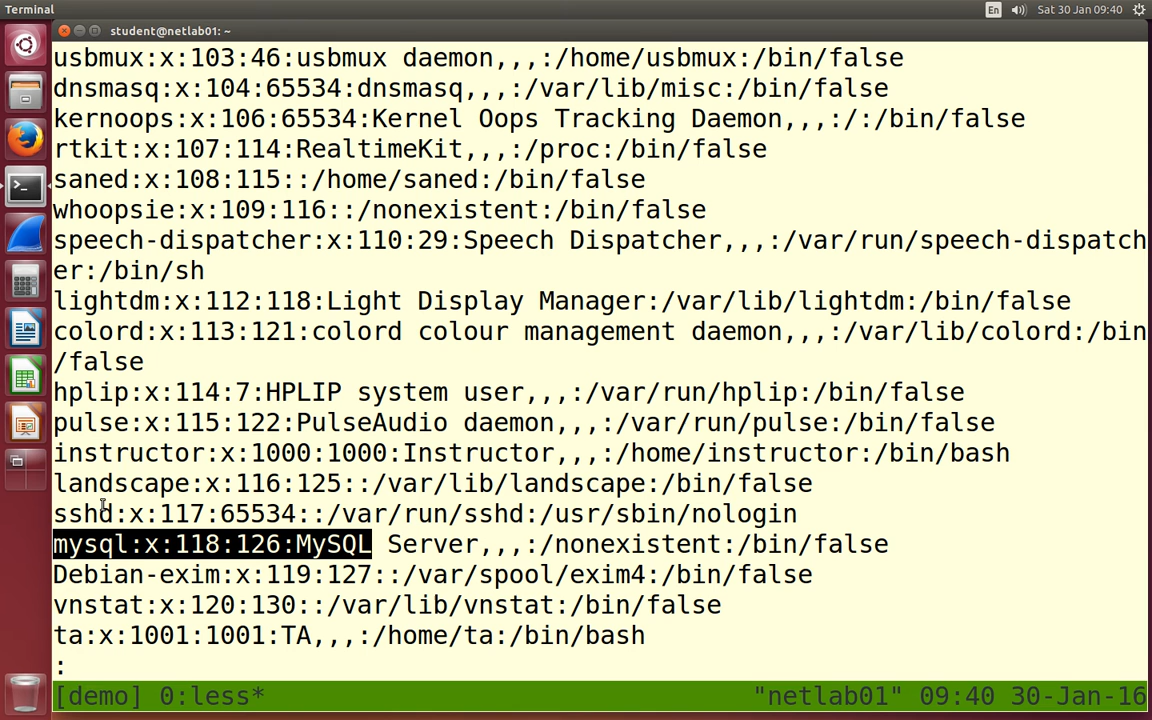 Terminal
En
Sat 30 Jan 09:40
student@netlab01: ~
usbmux:x:103:46:usbmux daemon,,,:/home/usbmux:/bin/false
dnsmasq:x:104:65534:dnsmasq,,,:/var/lib/misc:/bin/false
kernoops:x:106:65534:Kernel Oops Tracking Daemon,,,:/:/bin/false
rtkit:x:107:114:RealtimeKit,,,:/proc:/bin/false
saned:x:108:115::/home/saned:/bin/false
whoopsie:x:109:116::/nonexistent:/bin/false
speech-dispatcher:x:110:29:Speech Dispatcher,,,:/var/run/speech-dispatch
er:/bin/sh
lightdm:x:112:118:Light Display Manager:/var/lib/lightdm:/bin/false
colord:x:113:121:colord colour management daemon,,,:/var/lib/colord:/bin
/false
hplip:x:114:7:HPLIP system user,,,:/var/run/hplip:/bin/false
pulse:x:115:122:PulseAudio daemon,,,:/var/run/pulse:/bin/false
instructor:x:1000:1000:Instructor,,,:/home/instructor:/bin/bash
landscape:x:116:125::/var/lib/landscape:/bin/false
sshd:x:117:65534::/var/run/sshd:/usr/sbin/nologin
mysql:x:118:126:MySQL Server,,,:/nonexistent:/bin/false
Debian-exim:x:119:127::/var/spool/exim4:/bin/false
vnstat:x:120:130::/var/lib/vnstat:/bin/false
ta:x:1001:1001:TA,,,:/home/ta:/bin/bash
:
[demo] 0:less* "netlab01" 09:40 30-Jan-16